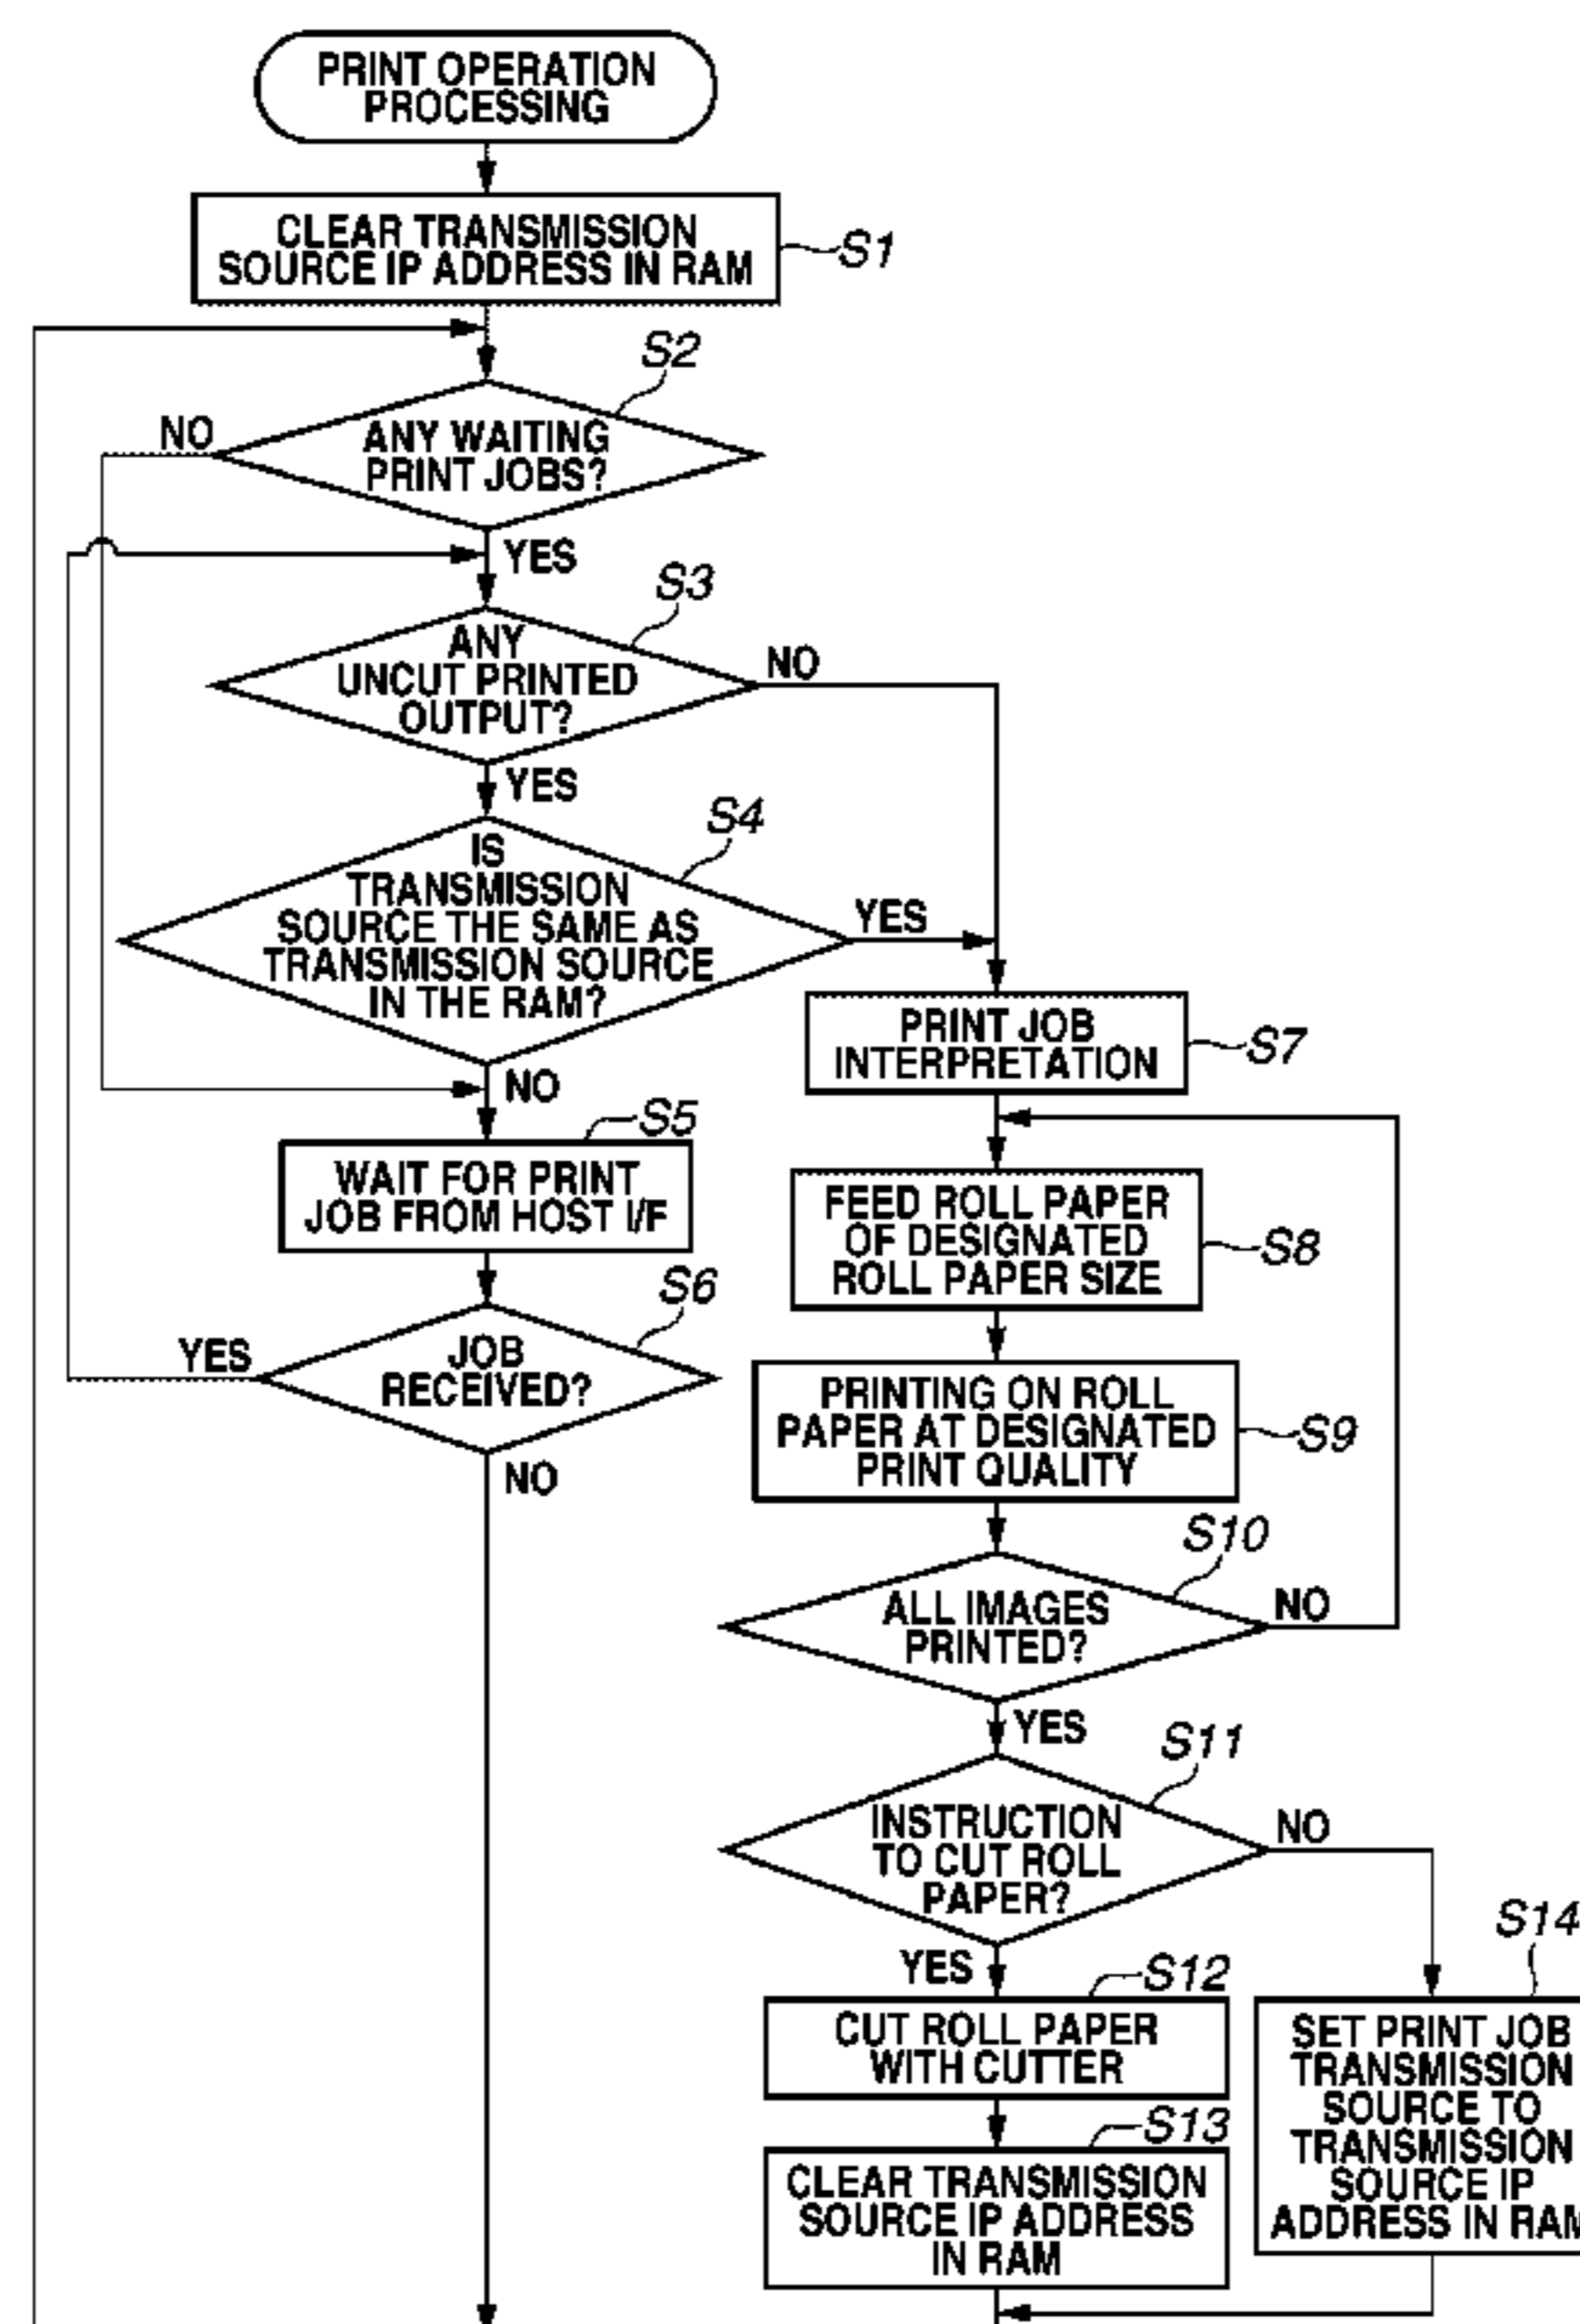 PRINT OPERATION
PROCESSING
CLEAR TRANSMISSION
SOURCE IP ADDRESS IN RAM
S1
S2
NO
ANY WAITING
PRINT JOBS?
YES
S3
ANY
UNCUT PRINTED
OUTPUT?
NO
YES
S4
IS
TRANSMISSION
SOURCE THE SAME AS
TRANSMISSION SOURCE
IN THE RAM?
YES
NO
S5
WAIT FOR PRINT
JOB FROM HOST I/F
S6
YES
JOB
RECEIVED?
NO
PRINT JOB
INTERPRETATION
S7
FEED ROLL PAPER
OF DESIGNATED
ROLL PAPER SIZE
S8
PRINTING ON ROLL
PAPER AT DESIGNATED
PRINT QUALITY
S9
S10
ALL IMAGES
PRINTED?
NO
YES
S11
INSTRUCTION
TO CUT ROLL
PAPER?
NO
YES
S12
CUT ROLL PAPER
WITH CUTTER
S13
CLEAR TRANSMISSION
SOURCE IP ADDRESS
IN RAM
S14
SET PRINT JOB
TRANSMISSION
SOURCE TO
TRANSMISSION
SOURCE IP
ADDRESS IN RAM